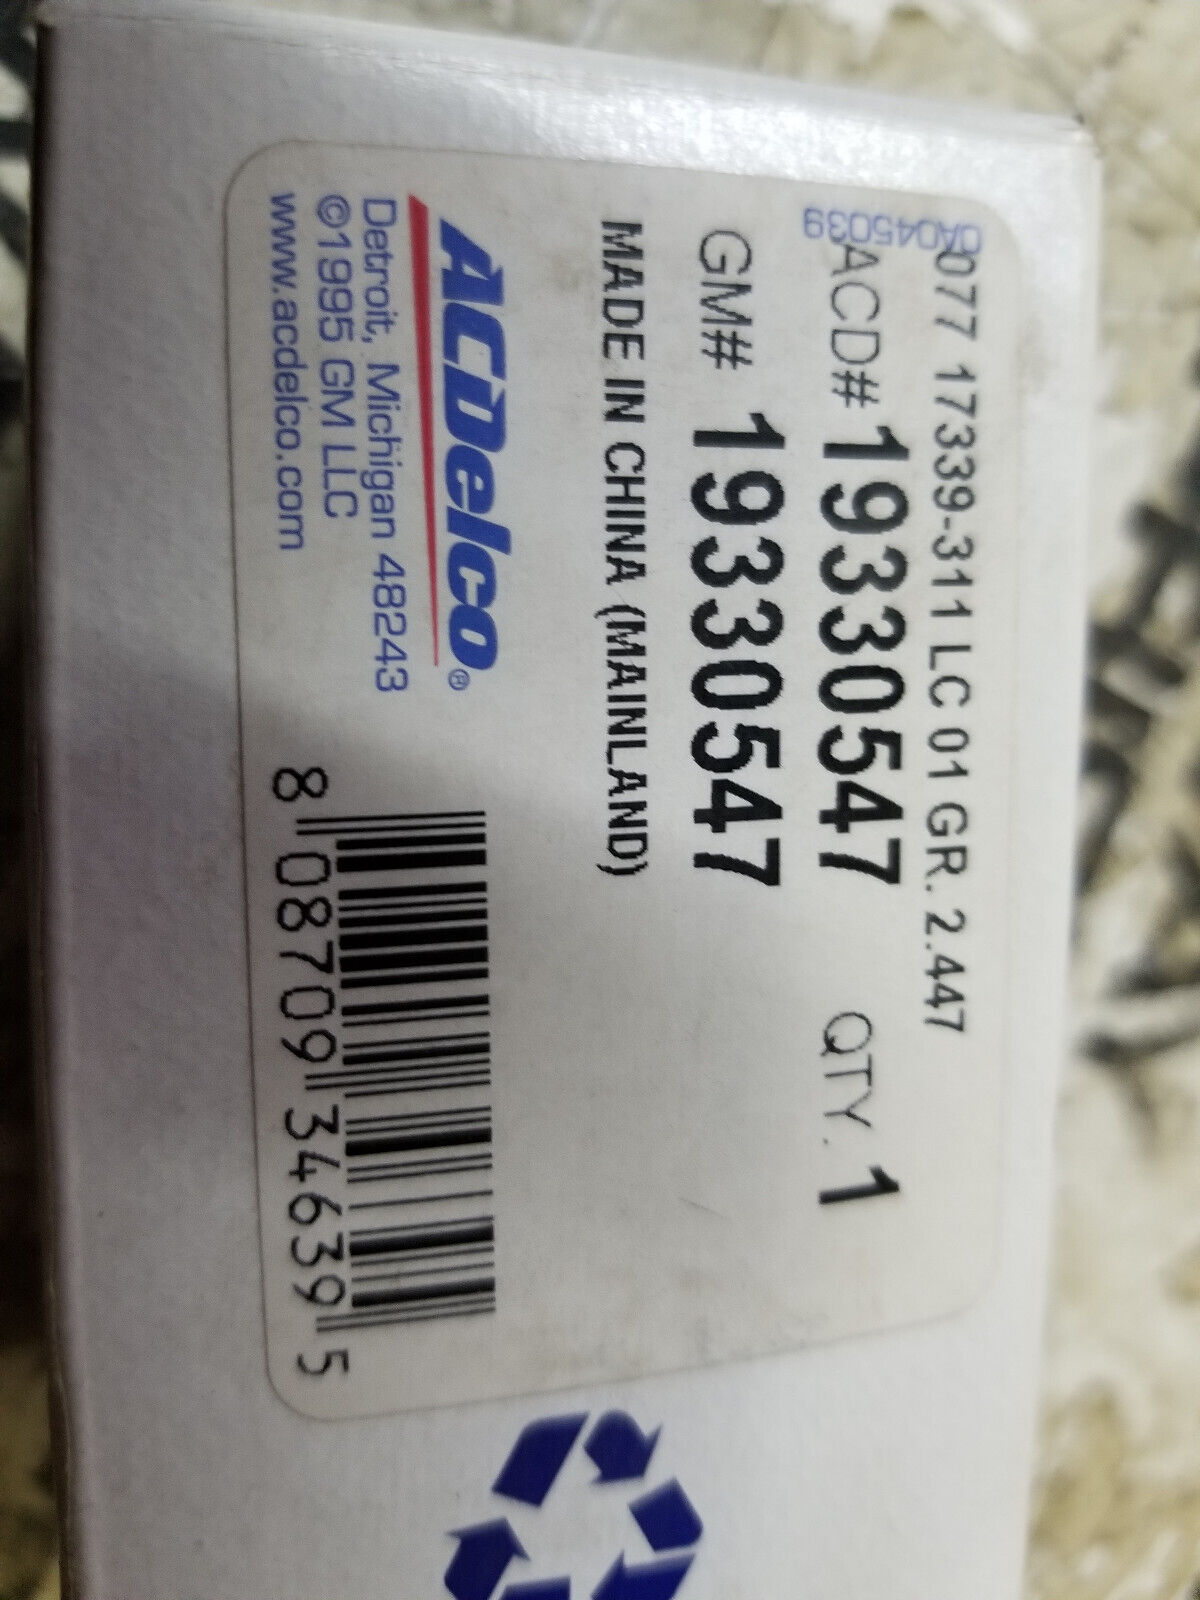 0A045039
077 17339-311 LC 01 GR. 2.447
ACD# 19330547 QTY. 1
GM# 19330547
MADE IN CHINA (MAINLAND)
ACDelco®
Detroit, Michigan 48243
©1995 GM LLC
www.acdelco.com
8 08709 34639 5